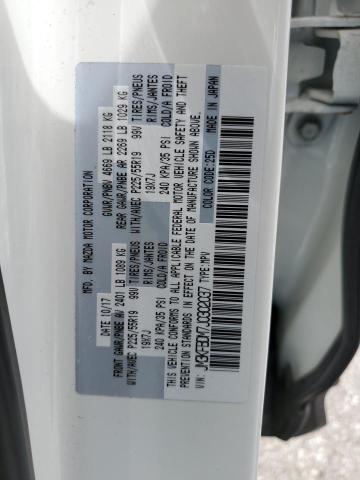 MFD. BY MAZDA MOTOR CORPORATION
DATE: 10/17 GVWR/PNBV 4669 LB 2118 KG
FRONT GAWR/PNBE AV 2401 LB 1089 KG REAR GAWR/PNBE AR 2269 LB 1029 KG
WITH/AVEC P225/55R19 99V TIRES/PNEUS WITH/AVEC P225/55R19 99V TIRES/PNEUS
19X7J RIMS/JANTES 19X7J RIMS/JANTES
240 KPA/35 PSI COLD/A FROID 240 KPA/35 PSI COLD/A FROID
THIS VEHICLE CONFORMS TO ALL APPLICABLE FEDERAL MOTOR VEHICLE SAFETY AND THEFT
PREVENTION STANDARDS IN EFFECT ON THE DATE OF MANUFACTURE SHOWN ABOVE.
VIN: TYPE: MPV COLOR CODE: 25D MADE IN JAPAN